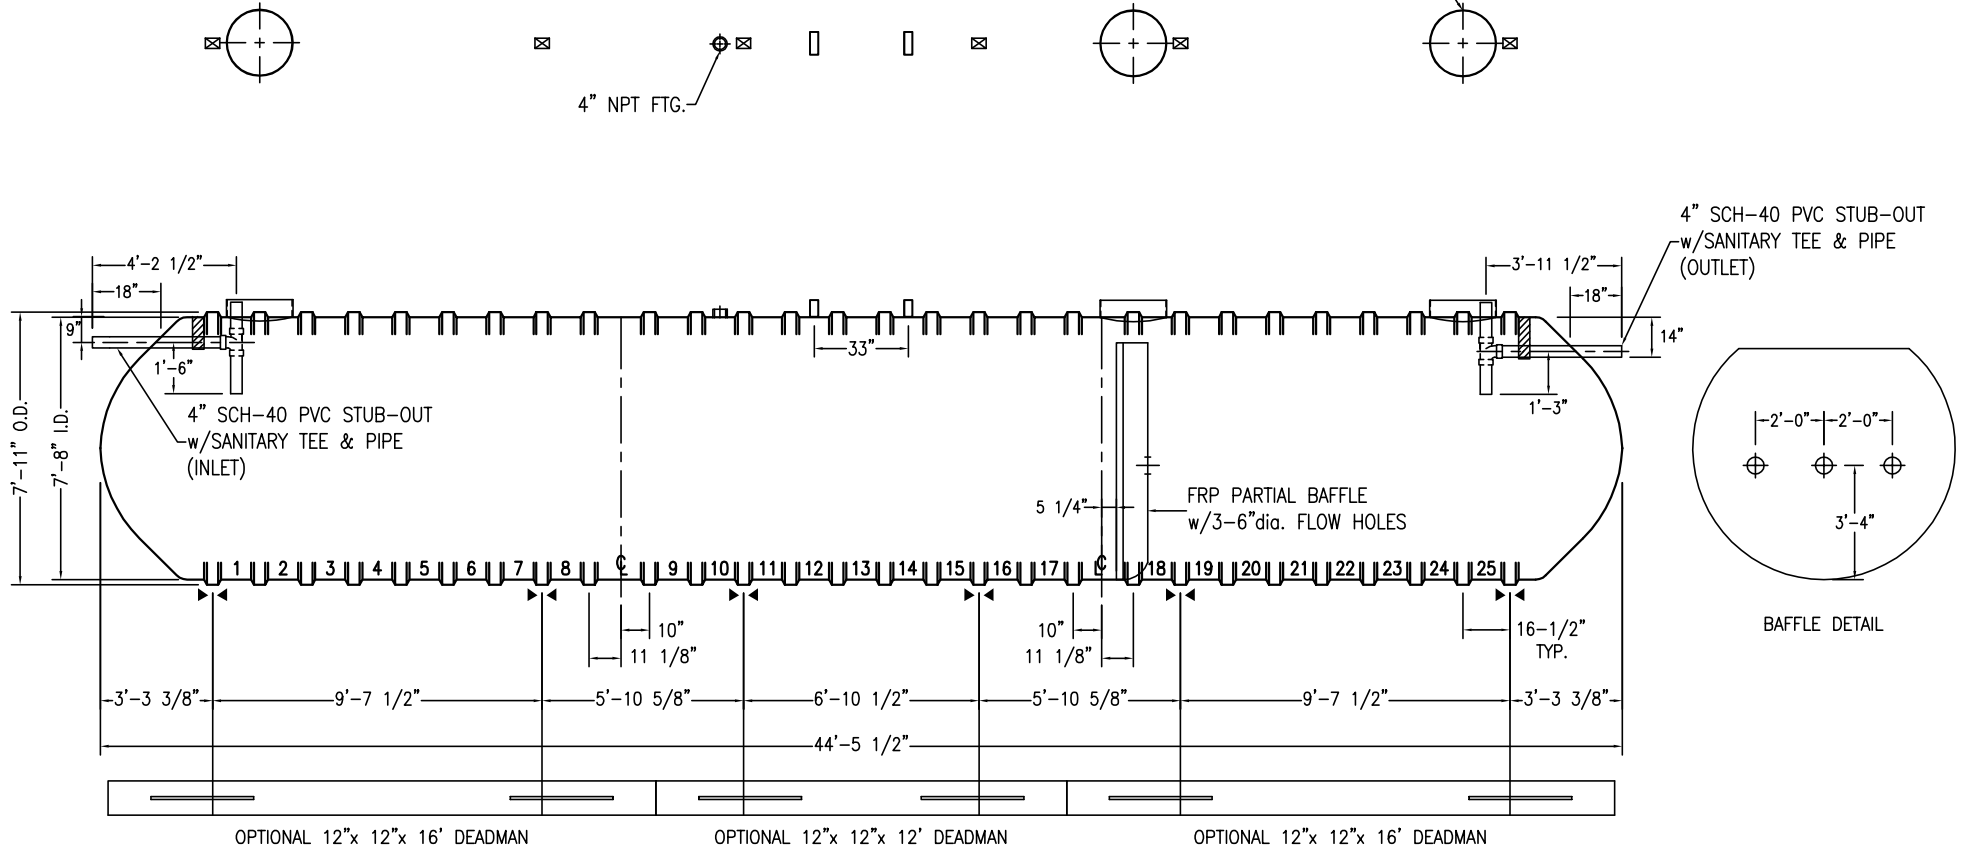 4" NPT FTG.
4" SCH-40 PVC STUB-OUT
w/SANITARY TEE & PIPE
(OUTLET)
4'-2 1/2"
3'-11 1/2"
18"
18"
9"
14"
33"
1'-6"
1'-3"
4" SCH-40 PVC STUB-OUT
w/SANITARY TEE & PIPE
(INLET)
7'-11" O.D.
7'-8" I.D.
2'-0" 2'-0"
3'-4"
5 1/4"
FRP PARTIAL BAFFLE
w/3-6"dia. FLOW HOLES
1 2 3 4 5 6 7 8 ℄ 9 10 11 12 13 14 15 16 17 ℄ 18 19 20 21 22 23 24 25
BAFFLE DETAIL
10"
11 1/8"
10"
11 1/8"
16-1/2"
TYP.
3'-3 3/8" 9'-7 1/2" 5'-10 5/8" 6'-10 1/2" 5'-10 5/8" 9'-7 1/2" 3'-3 3/8"
44'-5 1/2"
OPTIONAL 12"x 12"x 16' DEADMAN
OPTIONAL 12"x 12"x 12' DEADMAN
OPTIONAL 12"x 12"x 16' DEADMAN